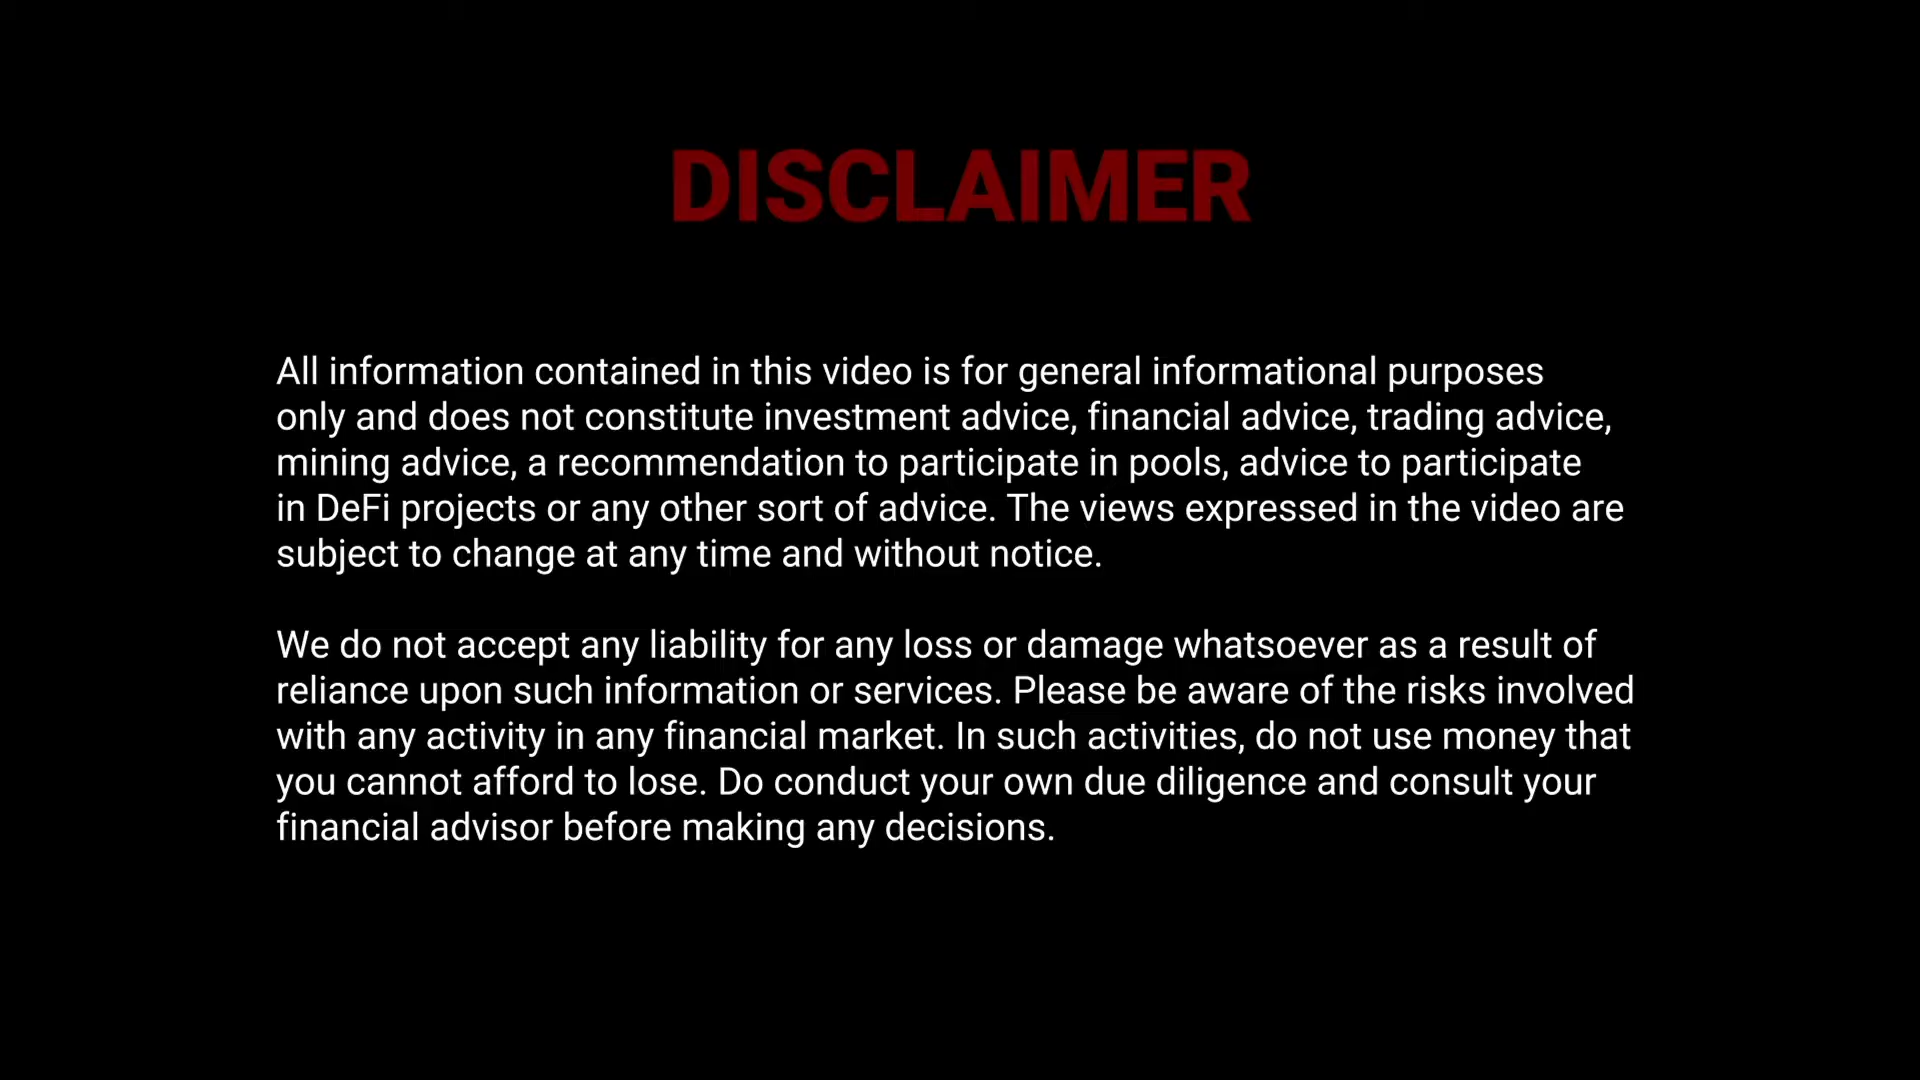 DISCLAIMER
All information contained in this video is for general informational purposes
only and does not constitute investment advice, financial advice, trading advice,
mining advice, a recommendation to participate in pools, advice to participate
in DeFi projects or any other sort of advice. The views expressed in the video are
subject to change at any time and without notice.
We do not accept any liability for any loss or damage whatsoever as a result of
reliance upon such information or services. Please be aware of the risks involved
with any activity in any financial market. In such activities, do not use money that
you cannot afford to lose. Do conduct your own due diligence and consult your
financial advisor before making any decisions.